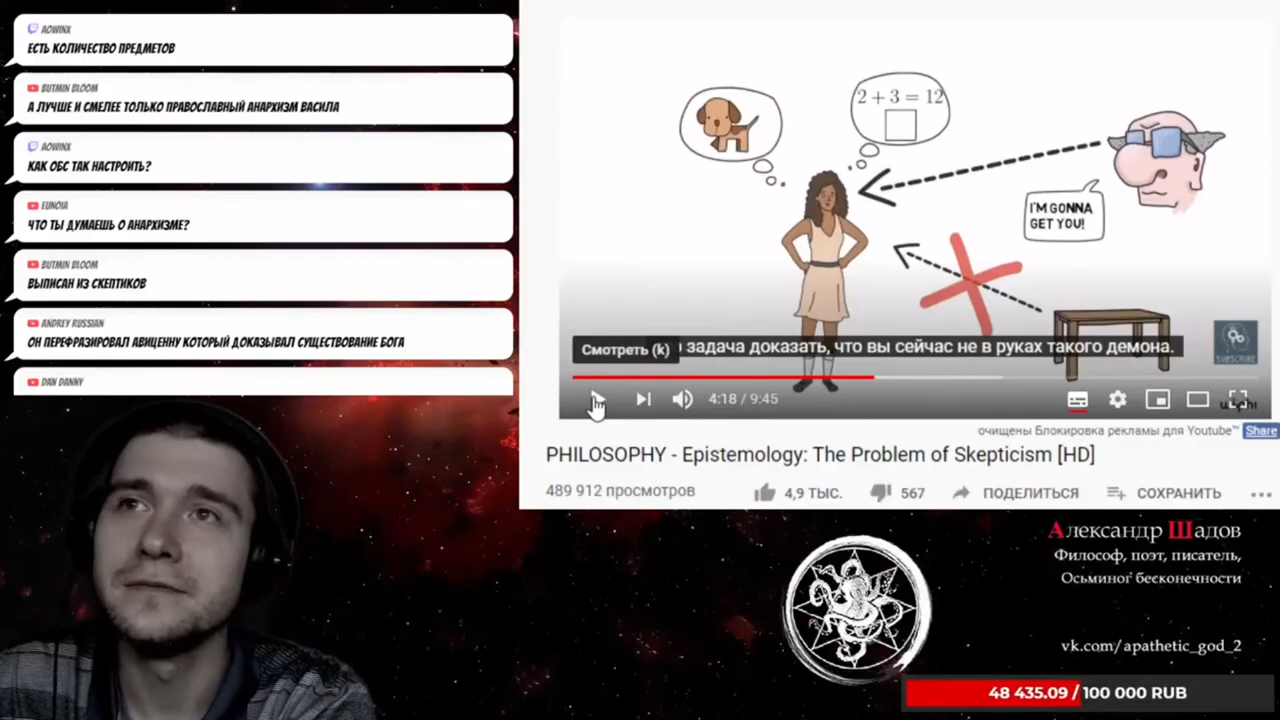 AOWINX
ЕСТЬ КОЛИЧЕСТВО ПРЕДМЕТОВ
BUTMIN BLOOM
А ЛУЧШЕ И СМЕЛЕЕ ТОЛЬКО ПРАВОСЛАВНЫЙ АНАРХИЗМ ВАСИЛА
AOWINX
КАК ОБС ТАК НАСТРОИТЬ?
EUNOIA
ЧТО ТЫ ДУМАЕШЬ О АНАРХИЗМЕ?
BUTMIN BLOOM
ВЫПИСАН ИЗ СКЕПТИКОВ
ANDREY RUSSIAN
ОН ПЕРЕФРАЗИРОВАЛ АВИЦЕННУ КОТОРЫЙ ДОКАЗЫВАЛ СУЩЕСТВОВАНИЕ БОГА
DAN DANNY
2 + 3 = 12
I'M GONNA
GET YOU!
Смотреть (k)
задача доказать, что вы сейчас не в руках такого демона.
SUBSCRIBE
4:18 / 9:45
очищены Блокировка рекламы для Youtube™ Share
PHILOSOPHY - Epistemology: The Problem of Skepticism [HD]
489 912 просмотров
4,9 ТЫС.
567
ПОДЕЛИТЬСЯ
СОХРАНИТЬ
Александр Шадов
Философ, поэт, писатель,
Осьминог бесконечности
vk.com/apathetic_god_2
48 435.09 / 100 000 RUB